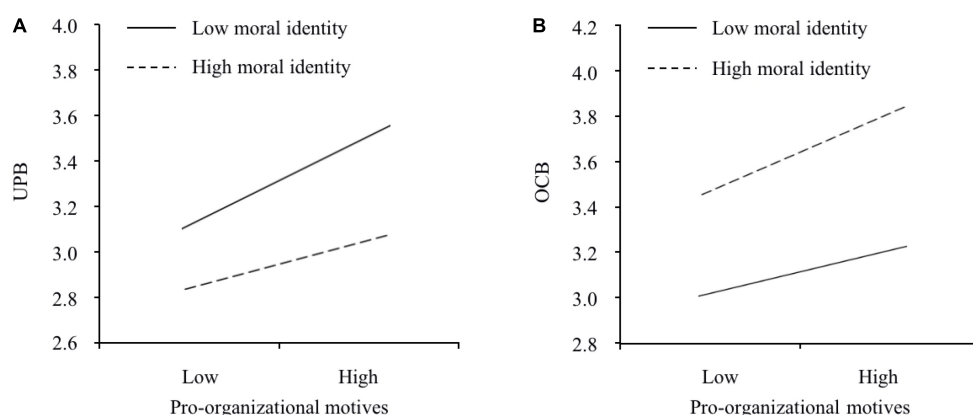 A
Low moral identity
High moral identity
UPB
4.0
3.8
3.6
3.4
3.2
3.0
2.8
2.6
Low High
Pro-organizational motives
B
Low moral identity
High moral identity
OCB
4.2
4.0
3.8
3.6
3.4
3.2
3.0
2.8
Low High
Pro-organizational motives